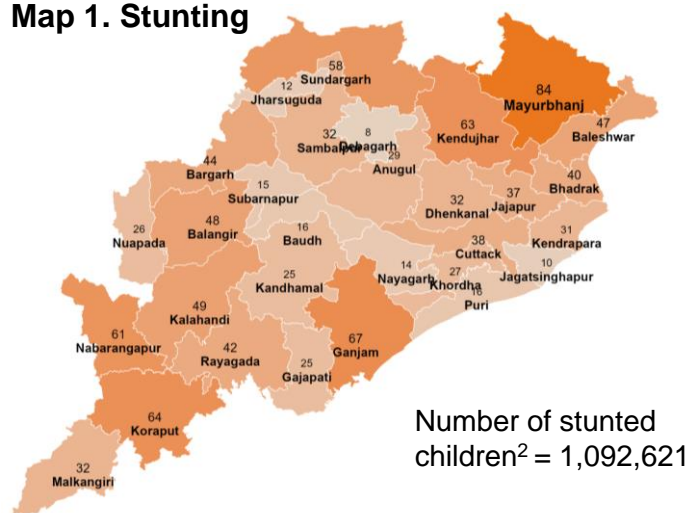 Map 1. Stunting
58
Sundargarh
12
Jharsuguda
84
Mayurbhanj
63
Kendujhar
47
Baleshwar
32
Sambalpur
8
Debagarh
29
Anugul
44
Bargarh
15
Subarnapur
40
Bhadrak
37
Jajapur
32
Dhenkanal
26
Nuapada
48
Balangir
16
Baudh
31
Kendrapara
38
Cuttack
10
Jagatsinghapur
14
Nayagarh
27
Khordha
16
Puri
25
Kandhamal
49
Kalahandi
61
Nabarangapur
42
Rayagada
25
Gajapati
67
Ganjam
64
Koraput
32
Malkangiri
Number of stunted
children² = 1,092,621